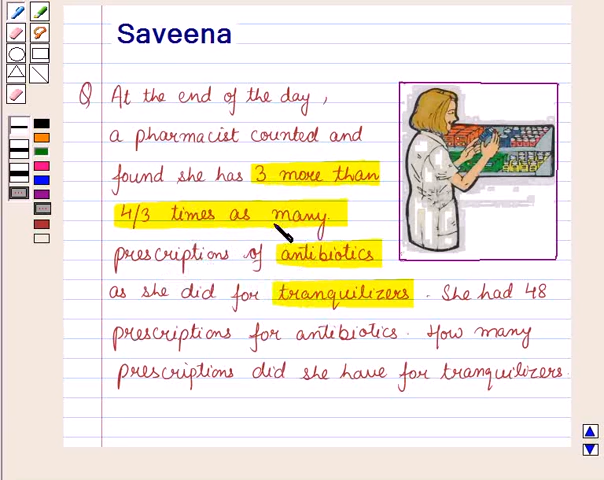 Saveena
Q At the end of the day,
a pharmacist counted and
found she has 3 more than
4/3 times as many
prescriptions of antibiotics
as she did for tranquilizers. She had 48
prescriptions for antibiotics. How many
prescriptions did she have for tranquilizers.